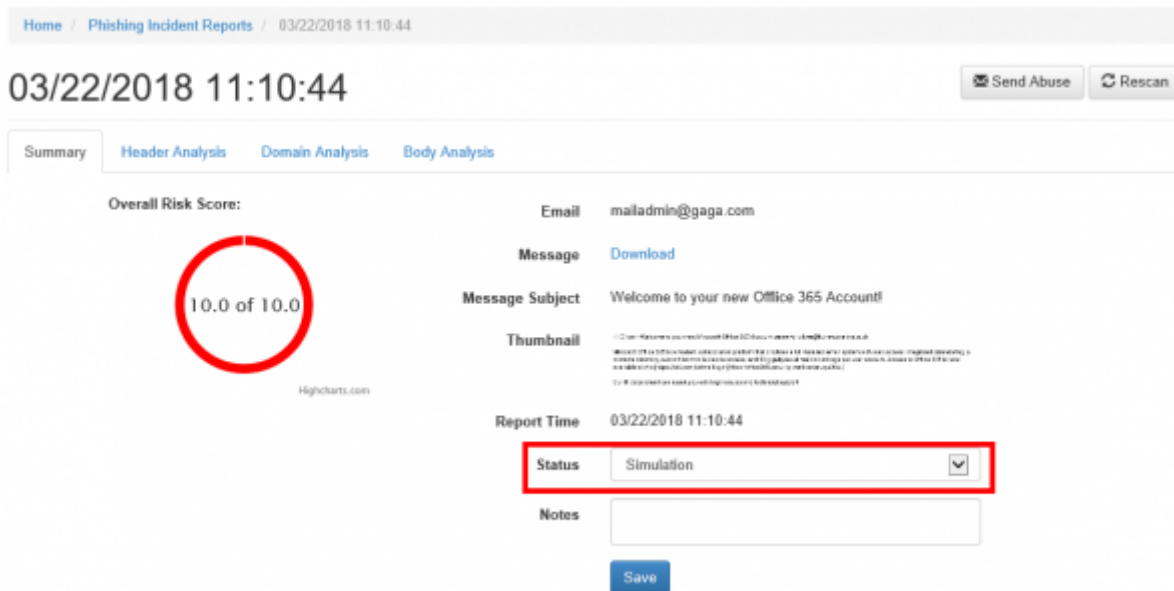 Home / Phishing Incident Reports / 03/22/2018 11:10:44
03/22/2018 11:10:44
Send Abuse
Rescan
Summary
Header Analysis
Domain Analysis
Body Analysis
Overall Risk Score:
10.0 of 10.0
Highcharts.com
Email mailadmin@gaga.com
Message Download
Message Subject Welcome to your new Offlice 365 Account!
Thumbnail
Report Time 03/22/2018 11:10:44
Status Simulation
Notes
Save